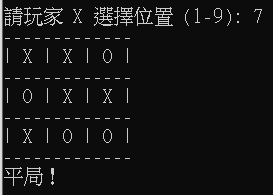 請玩家 X 選擇位置 (1-9): 7
-------------
| X | X | O |
-------------
| O | X | X |
-------------
| X | O | O |
-------------
平局！